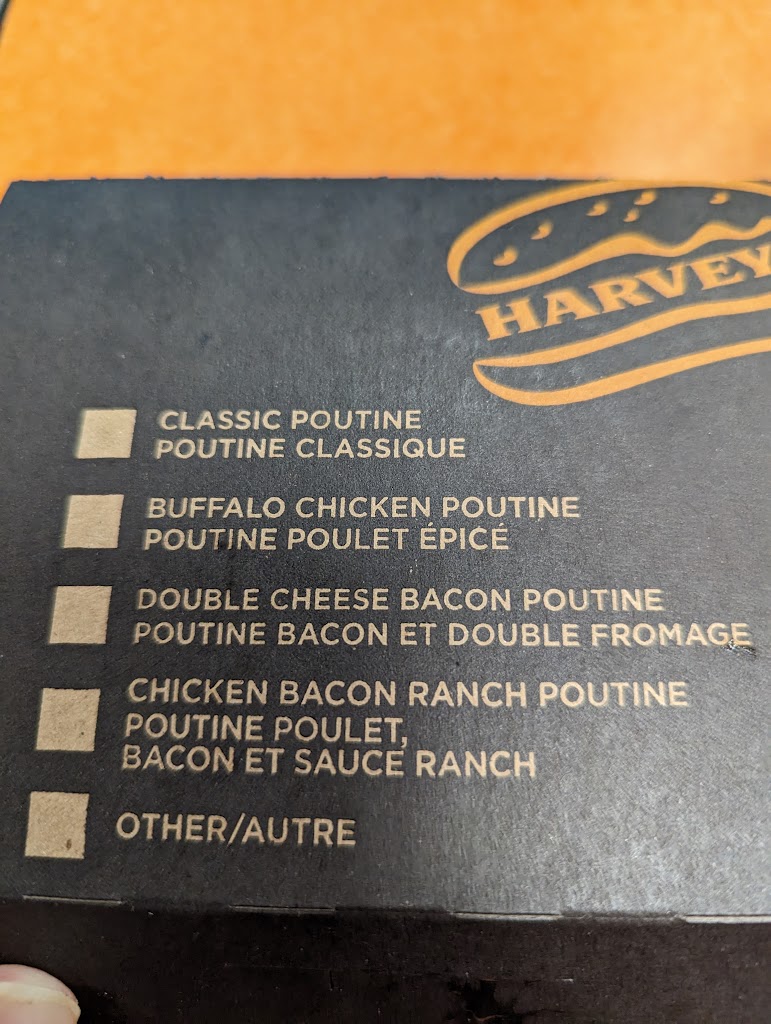 HARVEY
CLASSIC POUTINE
POUTINE CLASSIQUE
BUFFALO CHICKEN POUTINE
POUTINE POULET ÉPICÉ
DOUBLE CHEESE BACON POUTINE
POUTINE BACON ET DOUBLE FROMAGE
CHICKEN BACON RANCH POUTINE
POUTINE POULET,
BACON ET SAUCE RANCH
OTHER/AUTRE